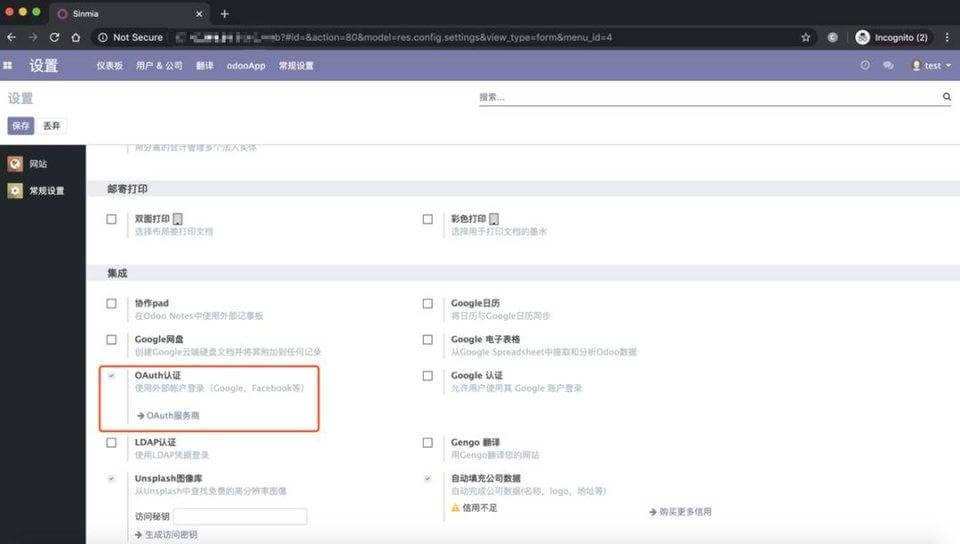 Sinmia
Not Secure
b?#id=&action=80&model=res.config.settings&view_type=form&menu_id=4
Incognito (2)
设置
仪表板 用户 & 公司 翻译 odooApp 常规设置
test
设置
搜索...
保存 丢弃
网站
常规设置
用分离的会计管理多个法人实体
邮寄打印
双面打印
选择布局要打印文档
彩色打印
选择用于打印文档的墨水
集成
协作pad
在Odoo Notes中使用外部记事板
Google日历
将日历与Google日历同步
Google网盘
创建Google云端硬盘文档并将其附加到任何记录
Google 电子表格
从Google Spreadsheet中提取和分析Odoo数据
OAuth认证
使用外部帐户登录（Google、Facebook等）
OAuth服务商
Google 认证
允许用户使用其 Google 账户登录
LDAP认证
使用LDAP凭据登录
Gengo 翻译
用Gengo翻译您的网站
Unsplash图像库
从Unsplash中查找免费的高分辨率图像
访问秘钥
生成访问密钥
自动填充公司数据
自动完成公司数据(名称，logo，地址等)
信用不足
购买更多信用